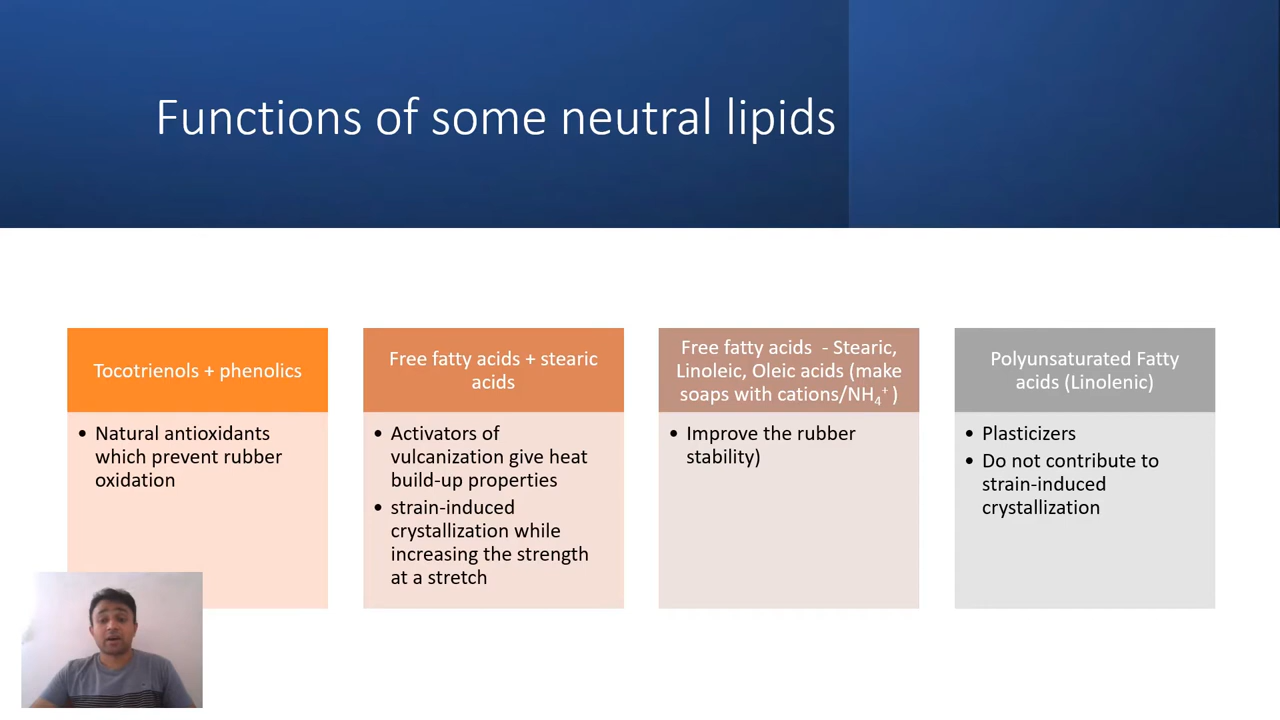 Functions of some neutral lipids
Tocotrienols + phenolics
• Natural antioxidants
which prevent rubber
oxidation
Free fatty acids + stearic
acids
• Activators of
vulcanization give heat
build-up properties
• strain-induced
crystallization while
increasing the strength
at a stretch
Free fatty acids - Stearic,
Linoleic, Oleic acids (make
soaps with cations/NH₄⁺ )
• Improve the rubber
stability)
Polyunsaturated Fatty
acids (Linolenic)
• Plasticizers
• Do not contribute to
strain-induced
crystallization